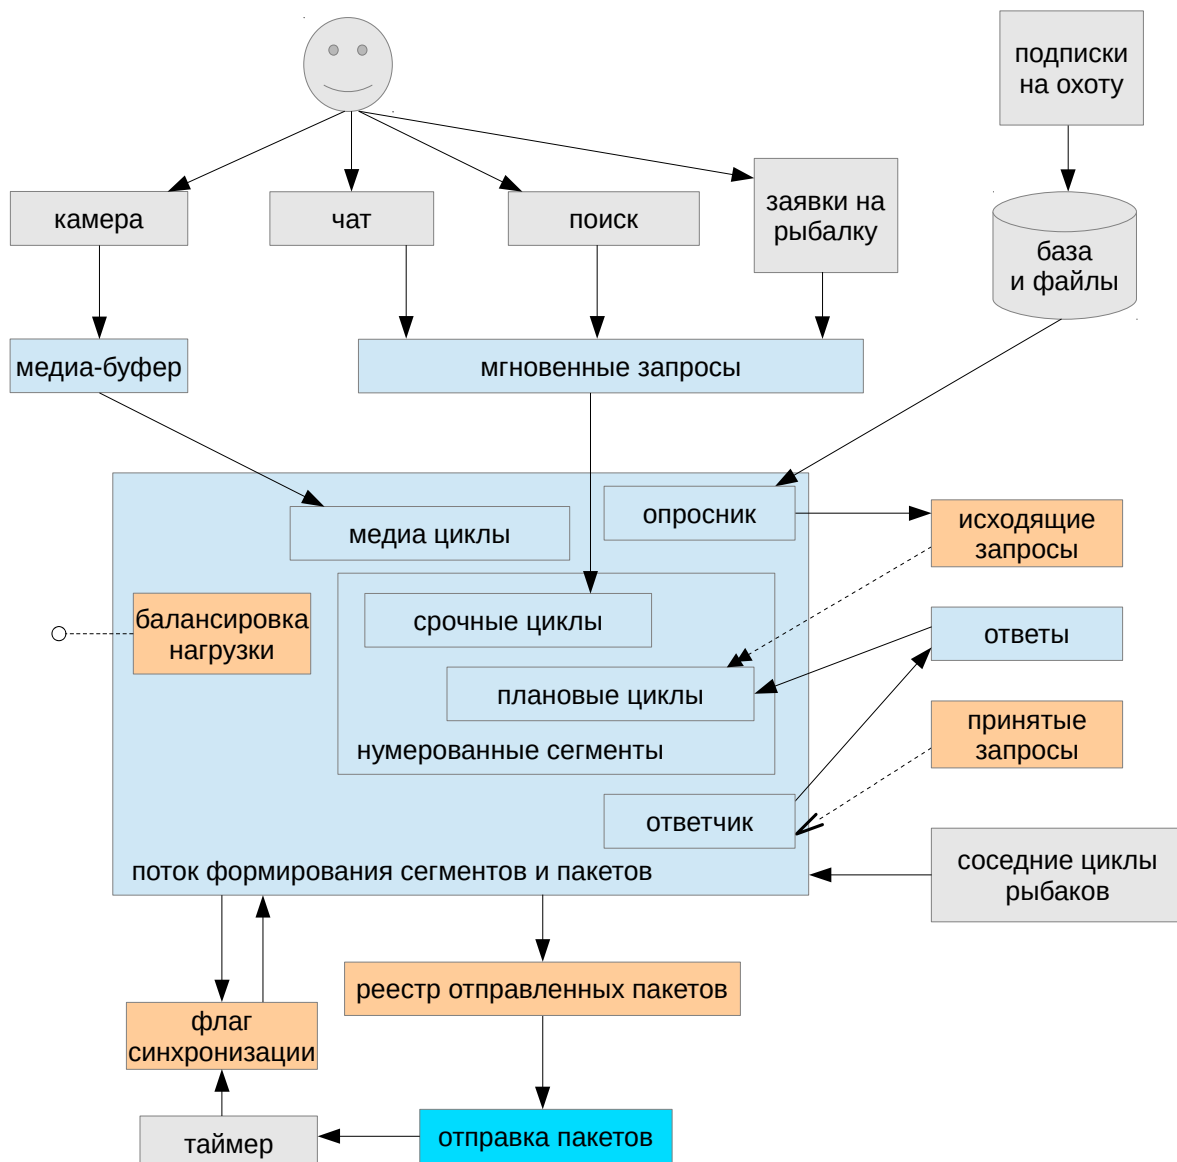 подписки
на охоту
камера
чат
поиск
заявки на
рыбалку
база
и файлы
медиа-буфер
мгновенные запросы
опросник
медиа циклы
исходящие
запросы
балансировка
нагрузки
срочные циклы
ответы
плановые циклы
нумерованные сегменты
принятые
запросы
ответчик
поток формирования сегментов и пакетов
соседние циклы
рыбаков
реестр отправленных пакетов
флаг
синхронизации
таймер
отправка пакетов